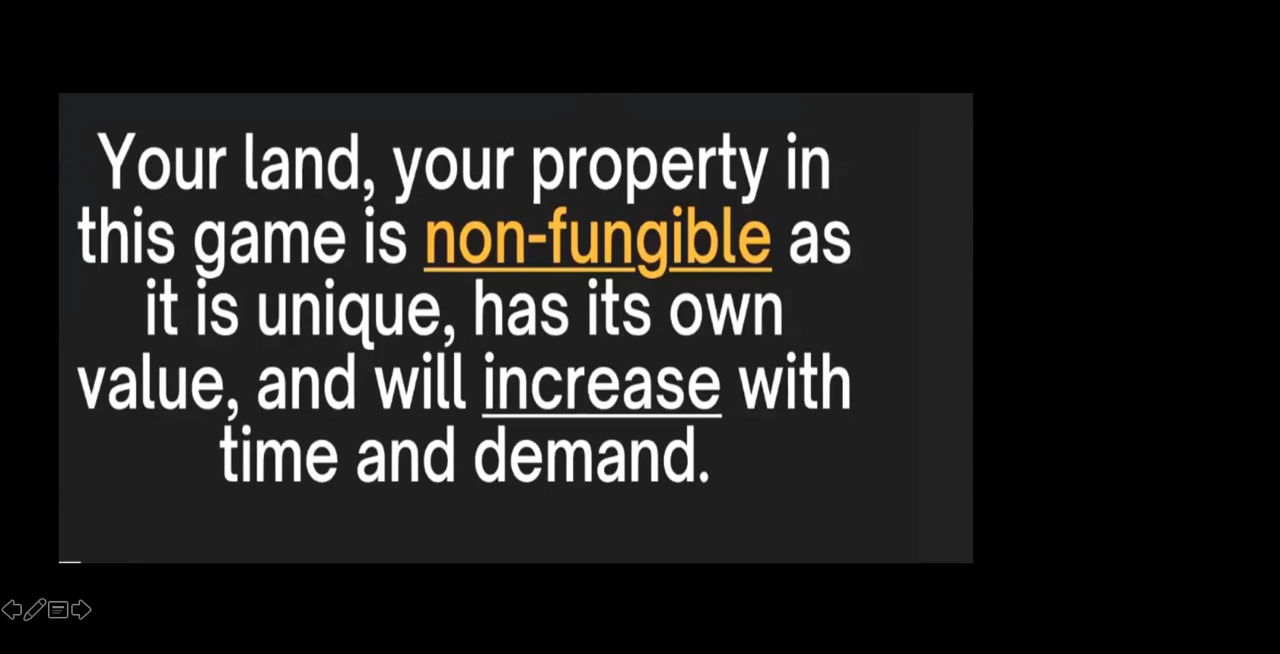 Your land, your property in
this game is non-fungible as
it is unique, has its own
value, and will increase with
time and demand.